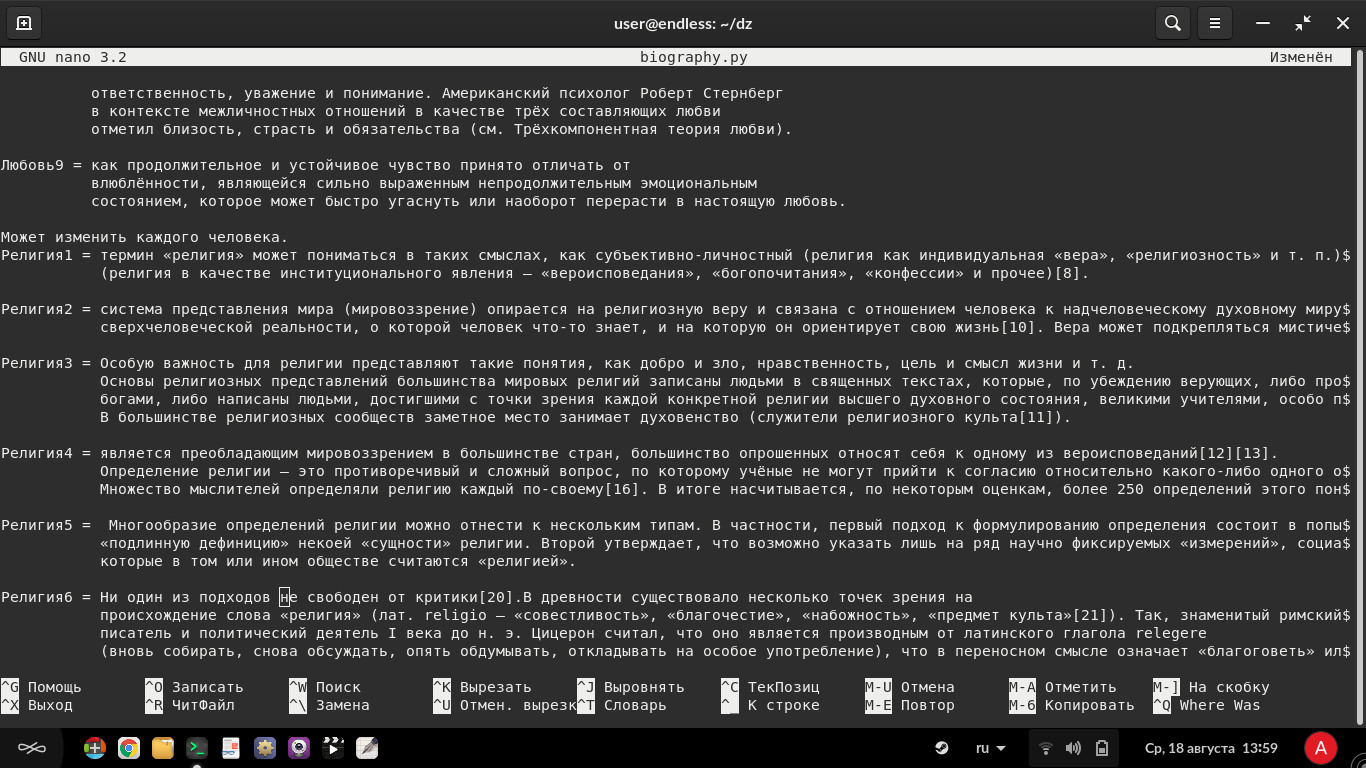 user@endless: ~/dz
GNU nano 3.2 biography.py Изменён
ответственность, уважение и понимание. Американский психолог Роберт Стернберг
в контексте межличностных отношений в качестве трёх составляющих любви
отметил близость, страсть и обязательства (см. Трёхкомпонентная теория любви).
Любовь9 = как продолжительное и устойчивое чувство принято отличать от
влюблённости, являющейся сильно выраженным непродолжительным эмоциональным
состоянием, которое может быстро угаснуть или наоборот перерасти в настоящую любовь.
Может изменить каждого человека.
Религия1 = термин «религия» может пониматься в таких смыслах, как субъективно-личностный (религия как индивидуальная «вера», «религиозность» и т. п.)$
(религия в качестве институционального явления — «вероисповедания», «богопочитания», «конфессии» и прочее)[8].
Религия2 = система представления мира (мировоззрение) опирается на религиозную веру и связана с отношением человека к надчеловеческому духовному миру$
сверхчеловеческой реальности, о которой человек что-то знает, и на которую он ориентирует свою жизнь[10]. Вера может подкрепляться мистиче$
Религия3 = Особую важность для религии представляют такие понятия, как добро и зло, нравственность, цель и смысл жизни и т. д.
Основы религиозных представлений большинства мировых религий записаны людьми в священных текстах, которые, по убеждению верующих, либо про$
богами, либо написаны людьми, достигшими с точки зрения каждой конкретной религии высшего духовного состояния, великими учителями, особо п$
В большинстве религиозных сообществ заметное место занимает духовенство (служители религиозного культа[11]).
Религия4 = является преобладающим мировоззрением в большинстве стран, большинство опрошенных относят себя к одному из вероисповеданий[12][13].
Определение религии — это противоречивый и сложный вопрос, по которому учёные не могут прийти к согласию относительно какого-либо одного о$
Множество мыслителей определяли религию каждый по-своему[16]. В итоге насчитывается, по некоторым оценкам, более 250 определений этого пон$
Религия5 =  Многообразие определений религии можно отнести к нескольким типам. В частности, первый подход к формулированию определения состоит в попы$
«подлинную дефиницию» некоей «сущности» религии. Второй утверждает, что возможно указать лишь на ряд научно фиксируемых «измерений», социа$
которые в том или ином обществе считаются «религией».
Религия6 = Ни один из подходов не свободен от критики[20].В древности существовало несколько точек зрения на
происхождение слова «религия» (лат. religio — «совестливость», «благочестие», «набожность», «предмет культа»[21]). Так, знаменитый римский$
писатель и политический деятель I века до н. э. Цицерон считал, что оно является производным от латинского глагола relegere
(вновь собирать, снова обсуждать, опять обдумывать, откладывать на особое употребление), что в переносном смысле означает «благоговеть» ил$
^G Помощь ^O Записать ^W Поиск ^K Вырезать ^J Выровнять ^C ТекПозиц M-U Отмена M-A Отметить M-] На скобку
^X Выход ^R ЧитФайл ^\ Замена ^U Отмен. вырезк^T Словарь ^_ К строке M-E Повтор M-6 Копировать ^Q Where Was
ru Ср, 18 августа 13:59 A